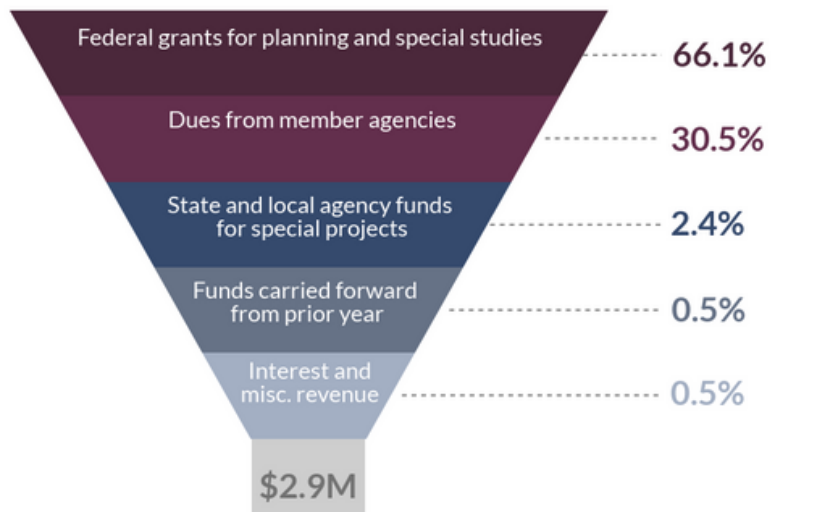 Federal grants for planning and special studies
66.1%
Dues from member agencies
30.5%
State and local agency funds
for special projects
2.4%
Funds carried forward
from prior year
0.5%
Interest and
misc. revenue
0.5%
$2.9M